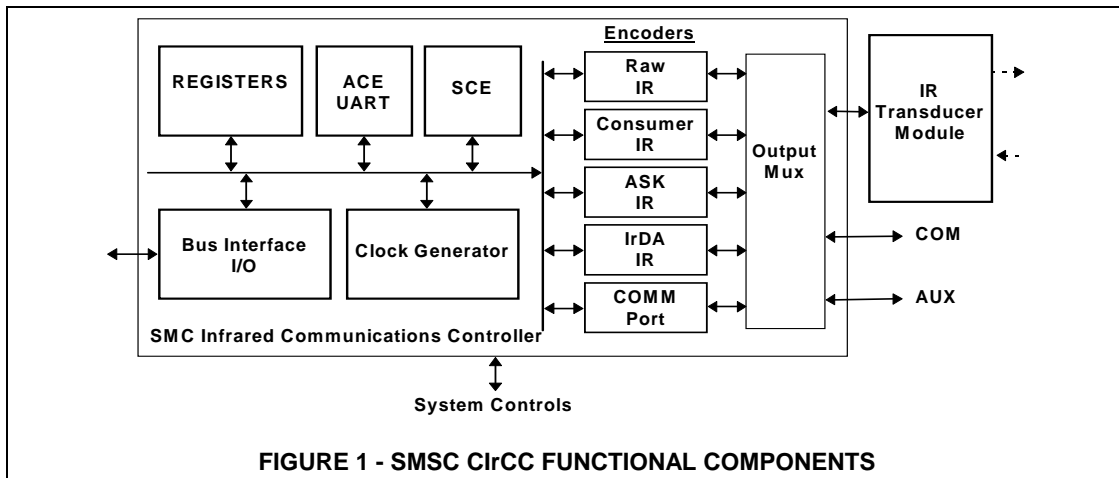 Encoders
REGISTERS
ACE
UART
SCE
Raw
IR
Consumer
IR
ASK
IR
IrDA
IR
COMM
Port
Output
Mux
IR
Transducer
Module
Bus Interface
I/O
Clock Generator
COM
AUX
SMC Infrared Communications Controller
System Controls
FIGURE 1 - SMSC CIrCC FUNCTIONAL COMPONENTS